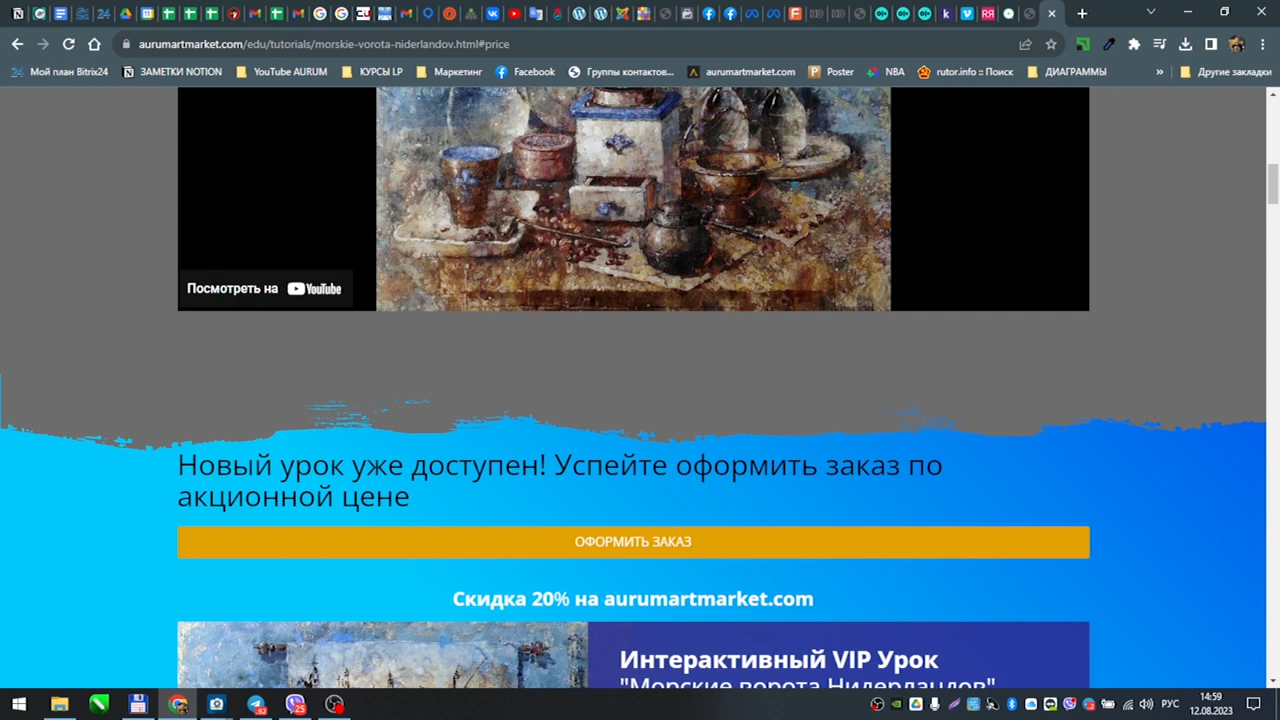 aurumartmarket.com/edu/tutorials/morskie-vorota-niderlandov.html#price
Мой план Bitrix24
ЗАМЕТКИ NOTION
YouTube AURUM
КУРСЫ LP
Маркетинг
Facebook
Группы контактов...
aurumartmarket.com
Poster
NBA
rutor.info :: Поиск
ДИАГРАММЫ
»
Другие закладки
Посмотреть на YouTube
Новый урок уже доступен! Успейте оформить заказ по
акционной цене
ОФОРМИТЬ ЗАКАЗ
Скидка 20% на aurumartmarket.com
Интерактивный VIP Урок
"Морские ворота Нидерландов"
РУС
14:59
12.08.2023